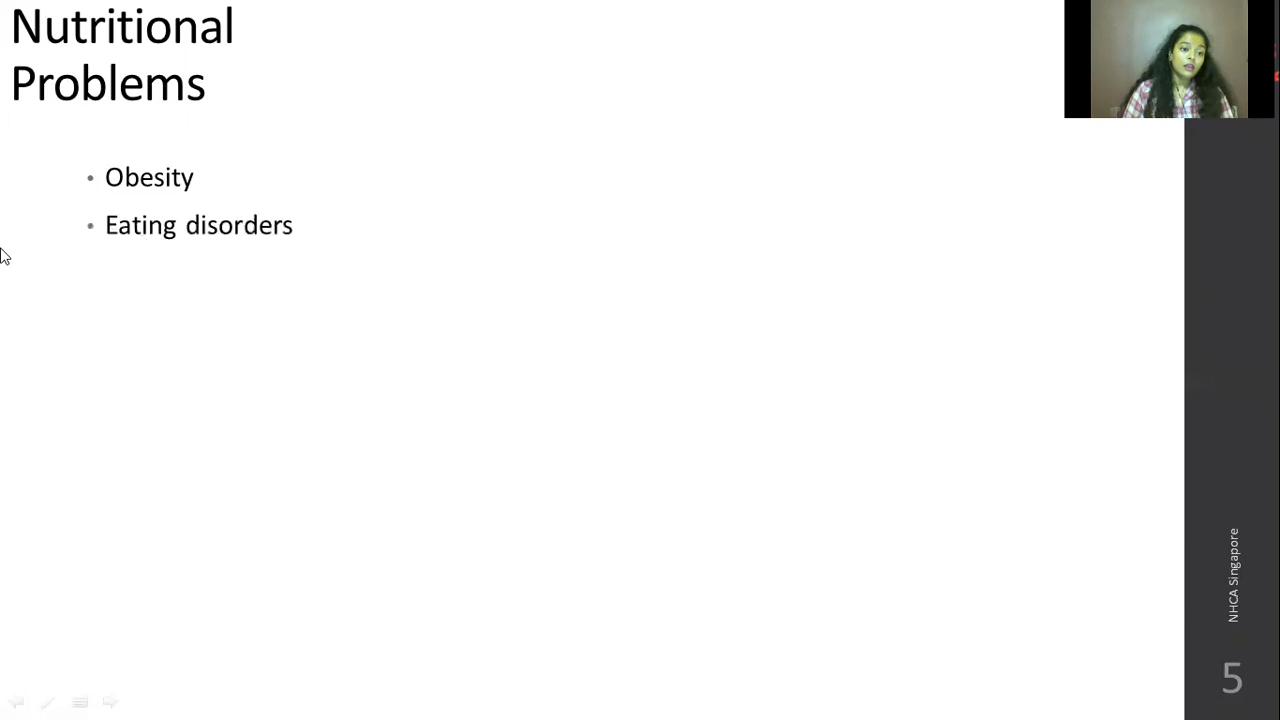 Nutritional
Problems
• Obesity
• Eating disorders
NHCA Singapore
5